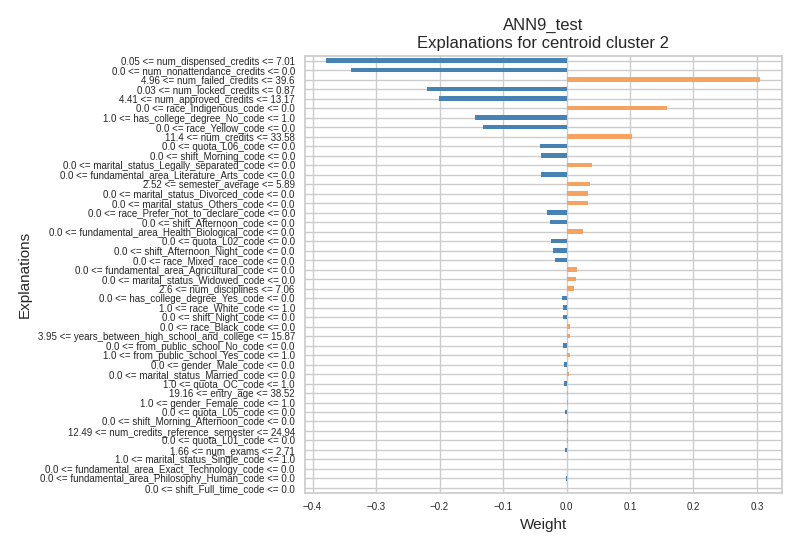 ANN9_test
Explanations for centroid cluster 2
0.05 <= num_dispensed_credits <= 7.01
0.0 <= num_nonattendance_credits <= 0.0
4.96 <= num_failed_credits <= 39.6
0.03 <= num_locked_credits <= 0.87
4.41 <= num_approved_credits <= 13.17
0.0 <= race_Indigenous_code <= 0.0
1.0 <= has_college_degree_No_code <= 1.0
0.0 <= race_Yellow_code <= 0.0
11.4 <= num_credits <= 33.58
0.0 <= quota_L06_code <= 0.0
0.0 <= shift_Morning_code <= 0.0
0.0 <= marital_status_Legally_separated_code <= 0.0
0.0 <= fundamental_area_Literature_Arts_code <= 0.0
2.52 <= semester_average <= 5.89
0.0 <= marital_status_Divorced_code <= 0.0
0.0 <= marital_status_Others_code <= 0.0
0.0 <= race_Prefer_not_to_declare_code <= 0.0
0.0 <= shift_Afternoon_code <= 0.0
0.0 <= fundamental_area_Health_Biological_code <= 0.0
0.0 <= quota_L02_code <= 0.0
0.0 <= shift_Afternoon_Night_code <= 0.0
0.0 <= race_Mixed_race_code <= 0.0
0.0 <= fundamental_area_Agricultural_code <= 0.0
0.0 <= marital_status_Widowed_code <= 0.0
2.6 <= num_disciplines <= 7.06
0.0 <= has_college_degree_Yes_code <= 0.0
1.0 <= race_White_code <= 1.0
0.0 <= shift_Night_code <= 0.0
0.0 <= race_Black_code <= 0.0
3.95 <= years_between_high_school_and_college <= 15.87
0.0 <= from_public_school_No_code <= 0.0
1.0 <= from_public_school_Yes_code <= 1.0
0.0 <= gender_Male_code <= 0.0
0.0 <= marital_status_Married_code <= 0.0
1.0 <= quota_OC_code <= 1.0
19.16 <= entry_age <= 38.52
1.0 <= gender_Female_code <= 1.0
0.0 <= quota_L05_code <= 0.0
0.0 <= shift_Morning_Afternoon_code <= 0.0
12.49 <= num_credits_reference_semester <= 24.94
0.0 <= quota_L01_code <= 0.0
1.66 <= num_exams <= 2.71
1.0 <= marital_status_Single_code <= 1.0
0.0 <= fundamental_area_Exact_Technology_code <= 0.0
0.0 <= fundamental_area_Philosophy_Human_code <= 0.0
0.0 <= shift_Full_time_code <= 0.0
Explanations
−0.4 −0.3 −0.2 −0.1 0.0 0.1 0.2 0.3
Weight